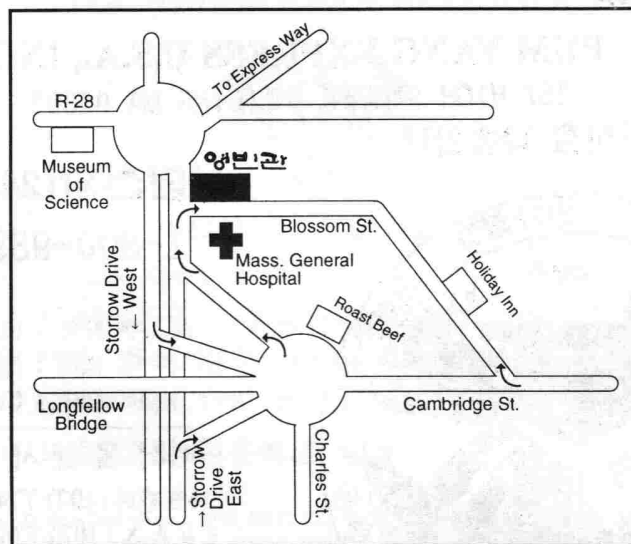 To Express Way
R-28
Museum
of
Science
영빈관
Blossom St.
Mass. General
Hospital
Holiday Inn
Storrow Drive
← West
Roast Beef
Longfellow
Bridge
Cambridge St.
→ Storrow
Drive
East
Charles St.